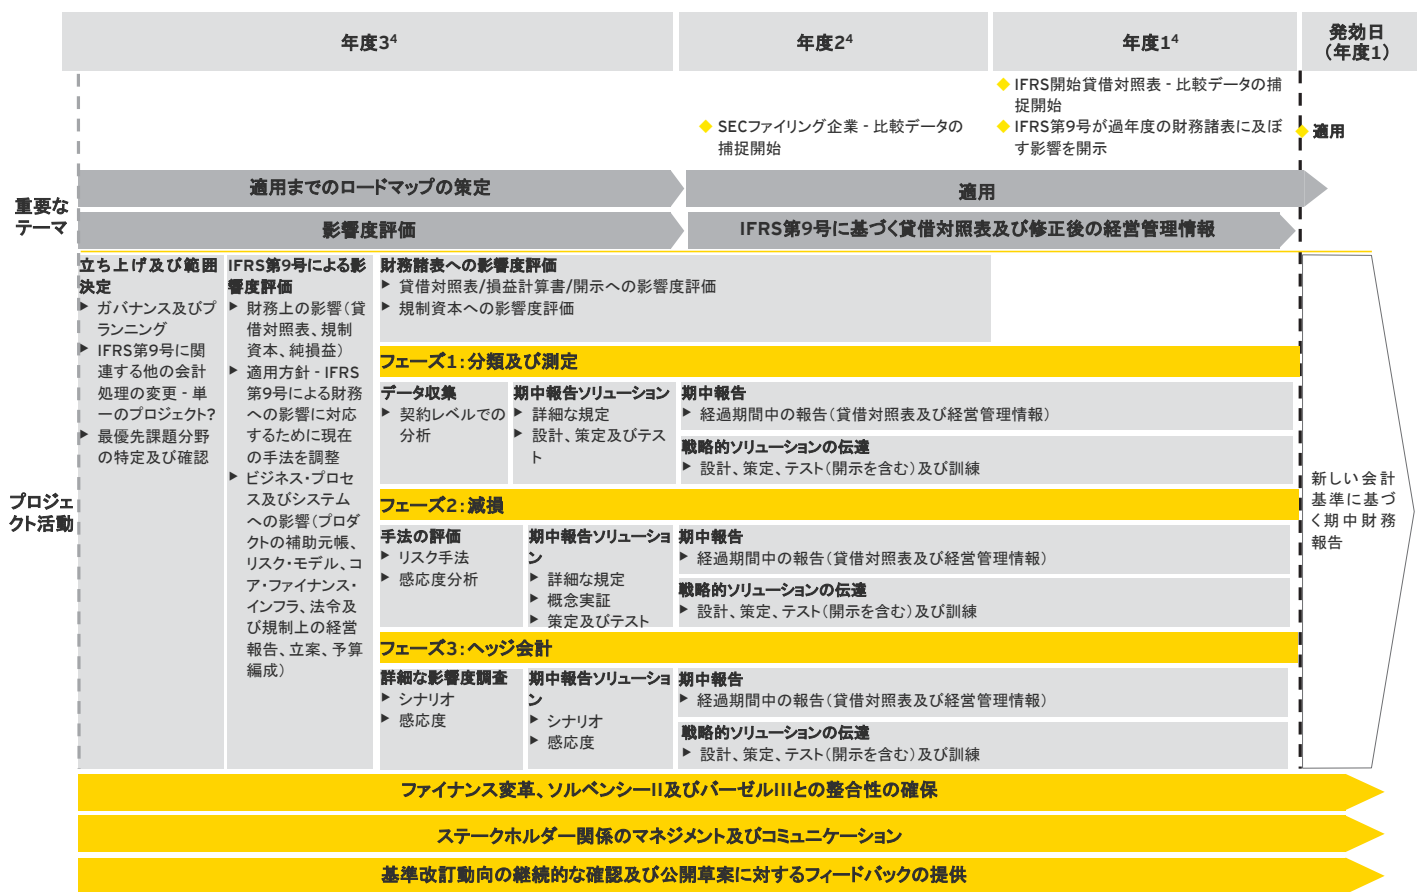 年度3⁴
年度2⁴
年度1⁴
発効日
（年度1）
◆ IFRS開始貸借対照表 - 比較データの捕
捉開始
◆ SECファイリング企業 - 比較データの
捕捉開始
◆ IFRS第9号が過年度の財務諸表に及ぼ
す影響を開示
◆ 適用
重要な
テーマ
適用までのロードマップの策定
適用
影響度評価
IFRS第9号に基づく貸借対照表及び修正後の経営管理情報
プロジェ
クト活動
立ち上げ及び範囲
決定
► ガバナンス及びプ
ランニング
► IFRS第9号に関
連する他の会計
処理の変更 - 単
一のプロジェクト?
► 最優先課題分野
の特定及び確認
IFRS第9号による影
響度評価
► 財務上の影響（貸
借対照表、規制
資本、純損益）
► 適用方針 - IFRS
第9号による財務
への影響に対応
するために現在
の手法を調整
► ビジネス・プロセ
ス及びシステム
への影響（プロダ
クトの補助元帳、
リスク・モデル、コ
ア・ファイナンス・
インフラ、法令及
び規制上の経営
報告、立案、予算
編成）
財務諸表への影響度評価
► 貸借対照表/損益計算書/開示への影響度評価
► 規制資本への影響度評価
フェーズ1：分類及び測定
データ収集
► 契約レベルでの
分析
期中報告ソリューション
► 詳細な規定
► 設計、策定及びテス
ト
期中報告
► 経過期間中の報告（貸借対照表及び経営管理情報）
戦略的ソリューションの伝達
► 設計、策定、テスト（開示を含む）及び訓練
フェーズ2：減損
手法の評価
► リスク手法
► 感応度分析
期中報告ソリューショ
ン
► 詳細な規定
► 概念実証
► 策定及びテスト
期中報告
► 経過期間中の報告（貸借対照表及び経営管理情報）
戦略的ソリューションの伝達
► 設計、策定、テスト（開示を含む）及び訓練
フェーズ3：ヘッジ会計
詳細な影響度調査
► シナリオ
► 感応度
期中報告ソリューショ
ン
► シナリオ
► 感応度
期中報告
► 経過期間中の報告（貸借対照表及び経営管理情報）
戦略的ソリューションの伝達
► 設計、策定、テスト（開示を含む）及び訓練
新しい会計
基準に基づ
く期中財務
報告
ファイナンス変革、ソルベンシーII及びバーゼルIIIとの整合性の確保
ステークホルダー関係のマネジメント及びコミュニケーション
基準改訂動向の継続的な確認及び公開草案に対するフィードバックの提供